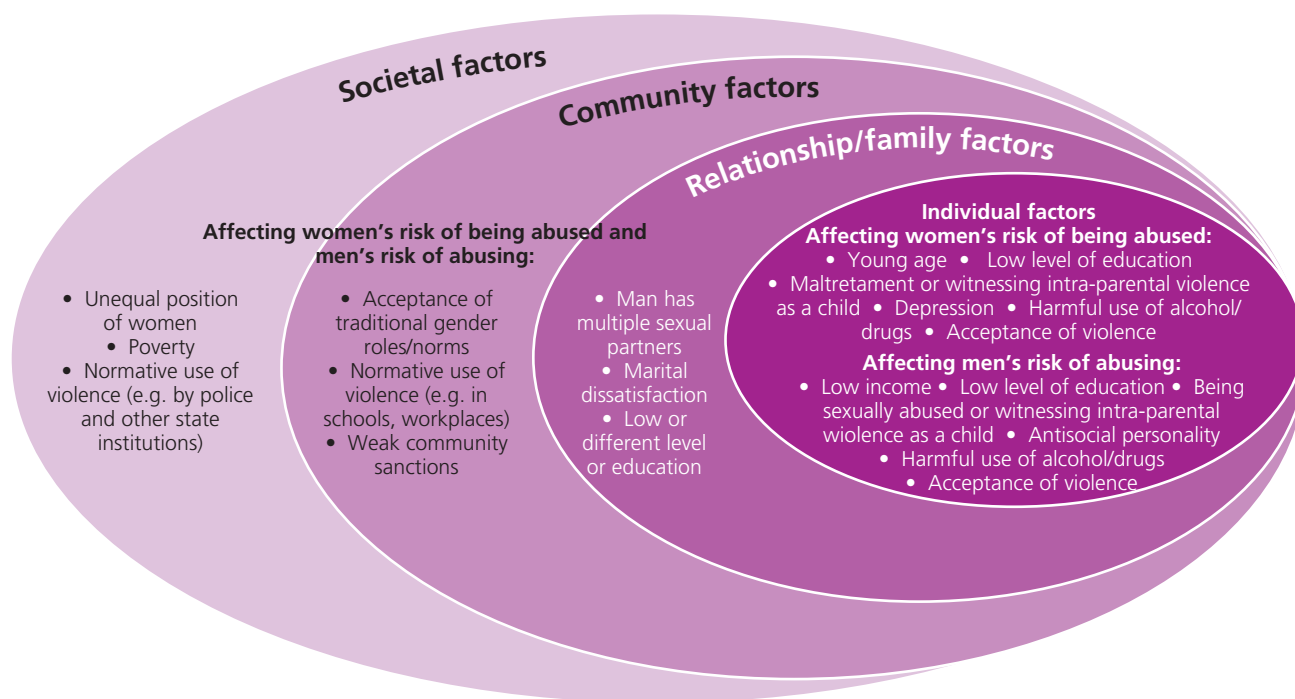 Societal factors
Community factors
Relationship/family factors
Affecting women's risk of being abused and
men's risk of abusing:
• Unequal position
of women
• Poverty
• Normative use of
violence (e.g. by police
and other state
institutions)
• Acceptance of
traditional gender
roles/norms
• Normative use of
violence (e.g. in
schools, workplaces)
• Weak community
sanctions
• Man has
multiple sexual
partners
• Marital
dissatisfaction
• Low or
different level
or education
Individual factors
Affecting women's risk of being abused:
• Young age • Low level of education
• Maltretament or witnessing intra-parental violence
as a child • Depression • Harmful use of alcohol/
drugs • Acceptance of violence
Affecting men's risk of abusing:
• Low income • Low level of education • Being
sexually abused or witnessing intra-parental
wiolence as a child • Antisocial personality
• Harmful use of alcohol/drugs
• Acceptance of violence